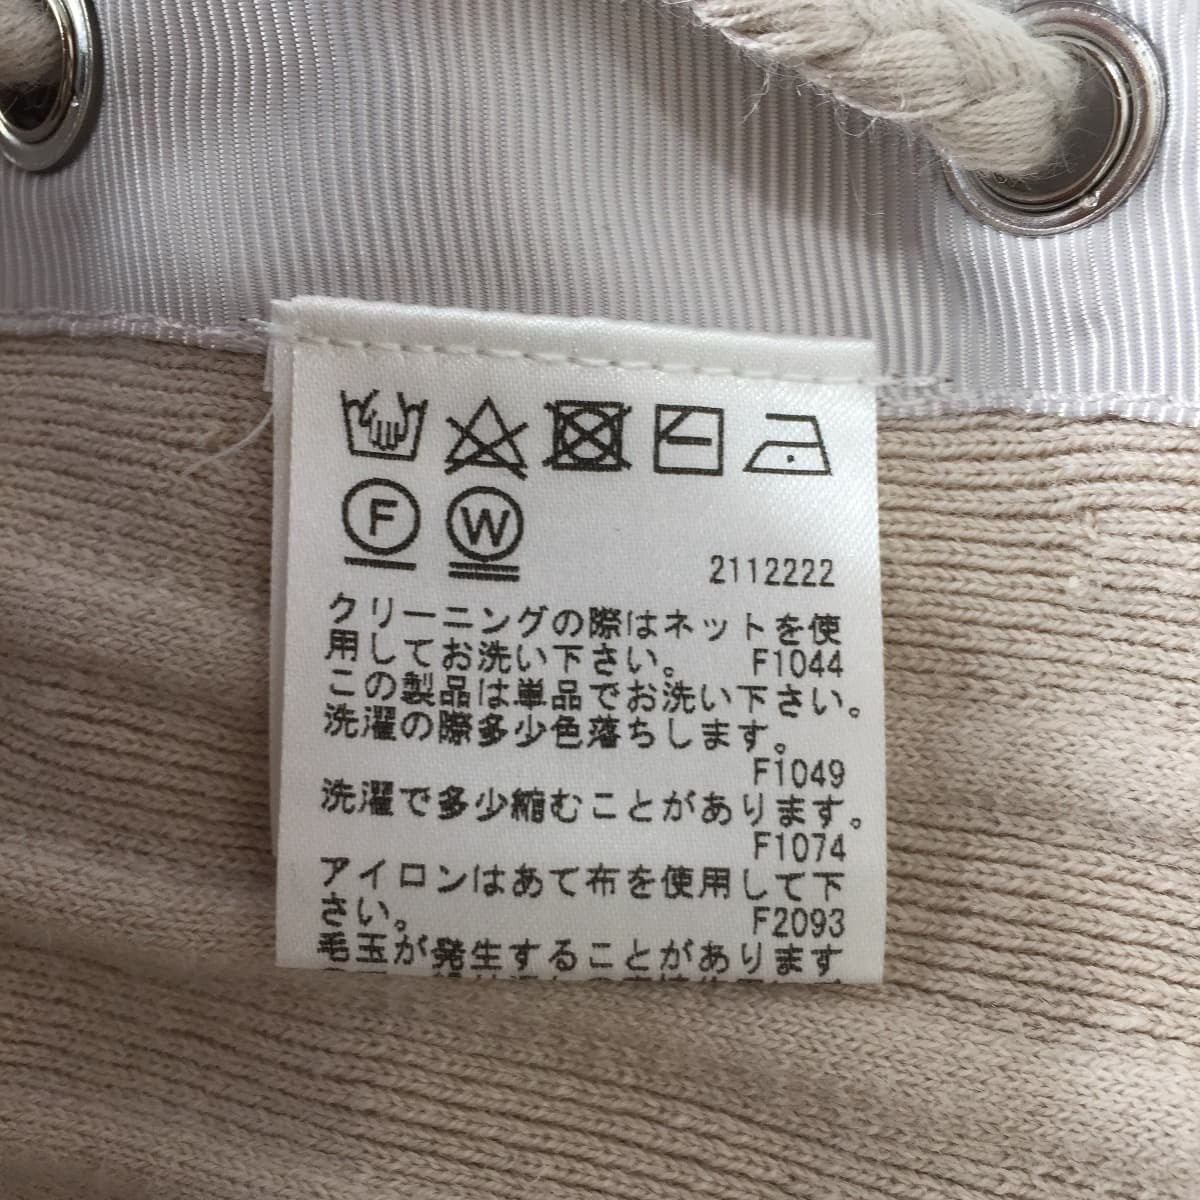 F
W
2112222
クリーニングの際はネットを使
用してお洗い下さい。 F1044
この製品は単品でお洗い下さい。
洗濯の際多少色落ちします。
F1049
洗濯で多少縮むことがあります。
F1074
アイロンはあて布を使用して下
さい。 F2093
毛玉が発生することがあります